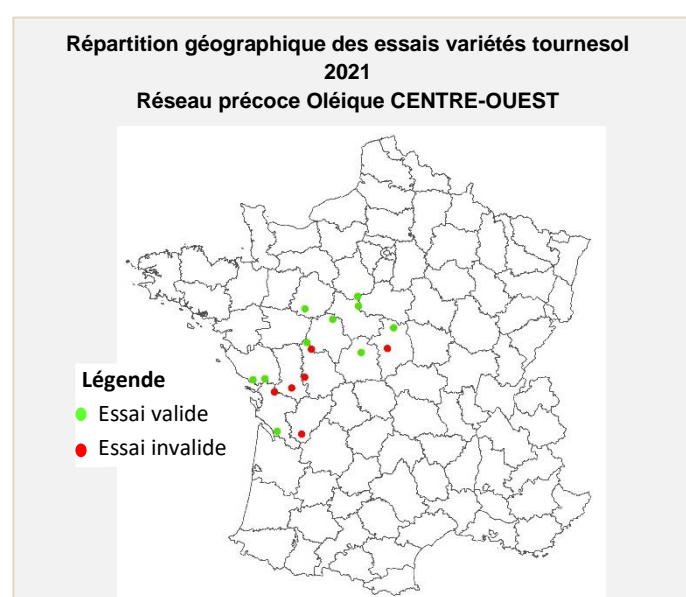 Répartition géographique des essais variétés tournesol
2021
Réseau précoce Oléique CENTRE-OUEST
Légende
Essai valide
Essai invalide